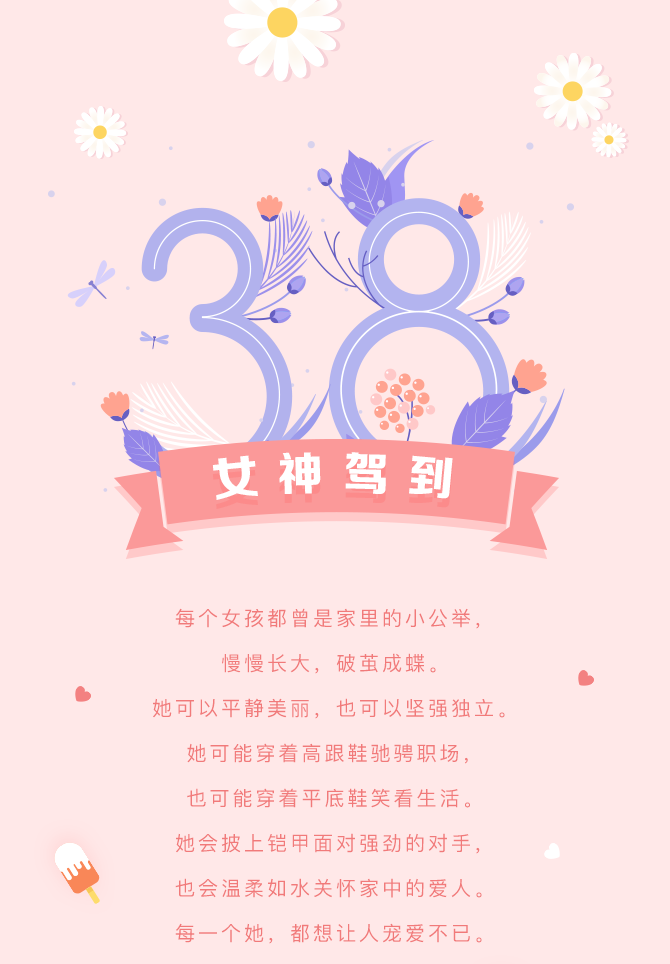 38
女神驾到
每个女孩都曾是家里的小公举，
慢慢长大，破茧成蝶。
她可以平静美丽，也可以坚强独立。
她可能穿着高跟鞋驰骋职场，
也可能穿着平底鞋笑看生活。
她会披上铠甲面对强劲的对手，
也会温柔如水关怀家中的爱人。
每一个她，都想让人宠爱不已。